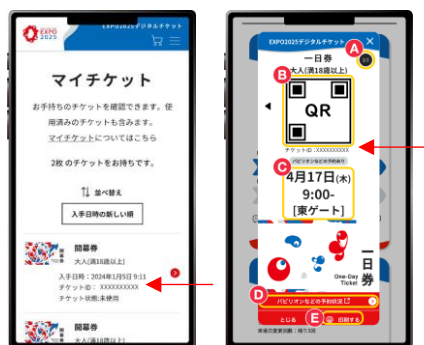 EXPO
2025
EXPO2025デジタルチケット
マイチケット
お手持ちのチケットを確認できます。使
用済みのチケットも含みます。
マイチケットについてはこちら
2枚のチケットをお持ちです。
並べ替え
入手日時の新しい順
開幕券
大人(満18歳以上)
入手日時：2024年1月5日 9:11
チケットID： XXXXXXXXXX
チケット状態:未使用
開幕券
大人(満18歳以上)
EXPO2025デジタルチケット
A
一日券
大人(満18歳以上)
B
QR
チケットID：XXXXXXXXXX
パビリオンなどの予約あり
C
4月17日(木)
9:00-
[東ゲート]
一日券
One-Day
Ticket
D
パビリオンなどの予約状況
とじる
E
印刷する
来場日変更回数：残り3回